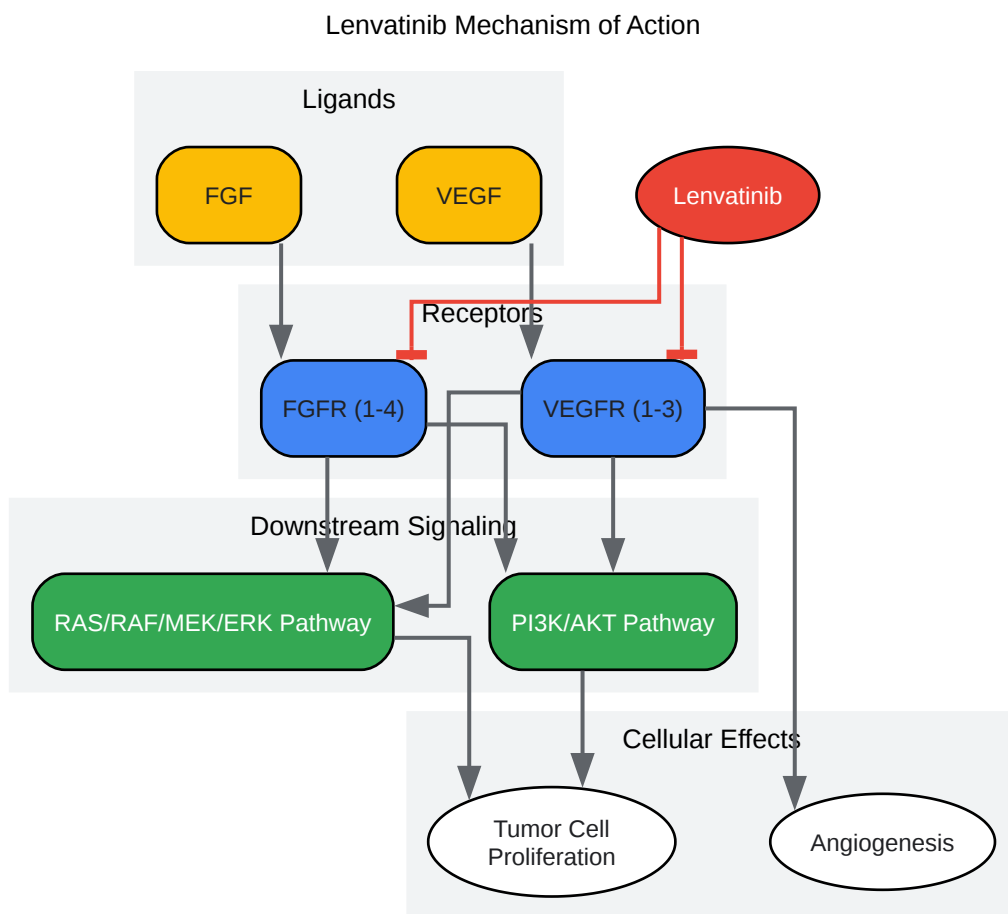 Lenvatinib Mechanism of Action
Ligands
FGF
VEGF
Lenvatinib
Receptors
FGFR (1-4)
VEGFR (1-3)
Downstream Signaling
RAS/RAF/MEK/ERK Pathway
PI3K/AKT Pathway
Cellular Effects
Tumor Cell
Proliferation
Angiogenesis